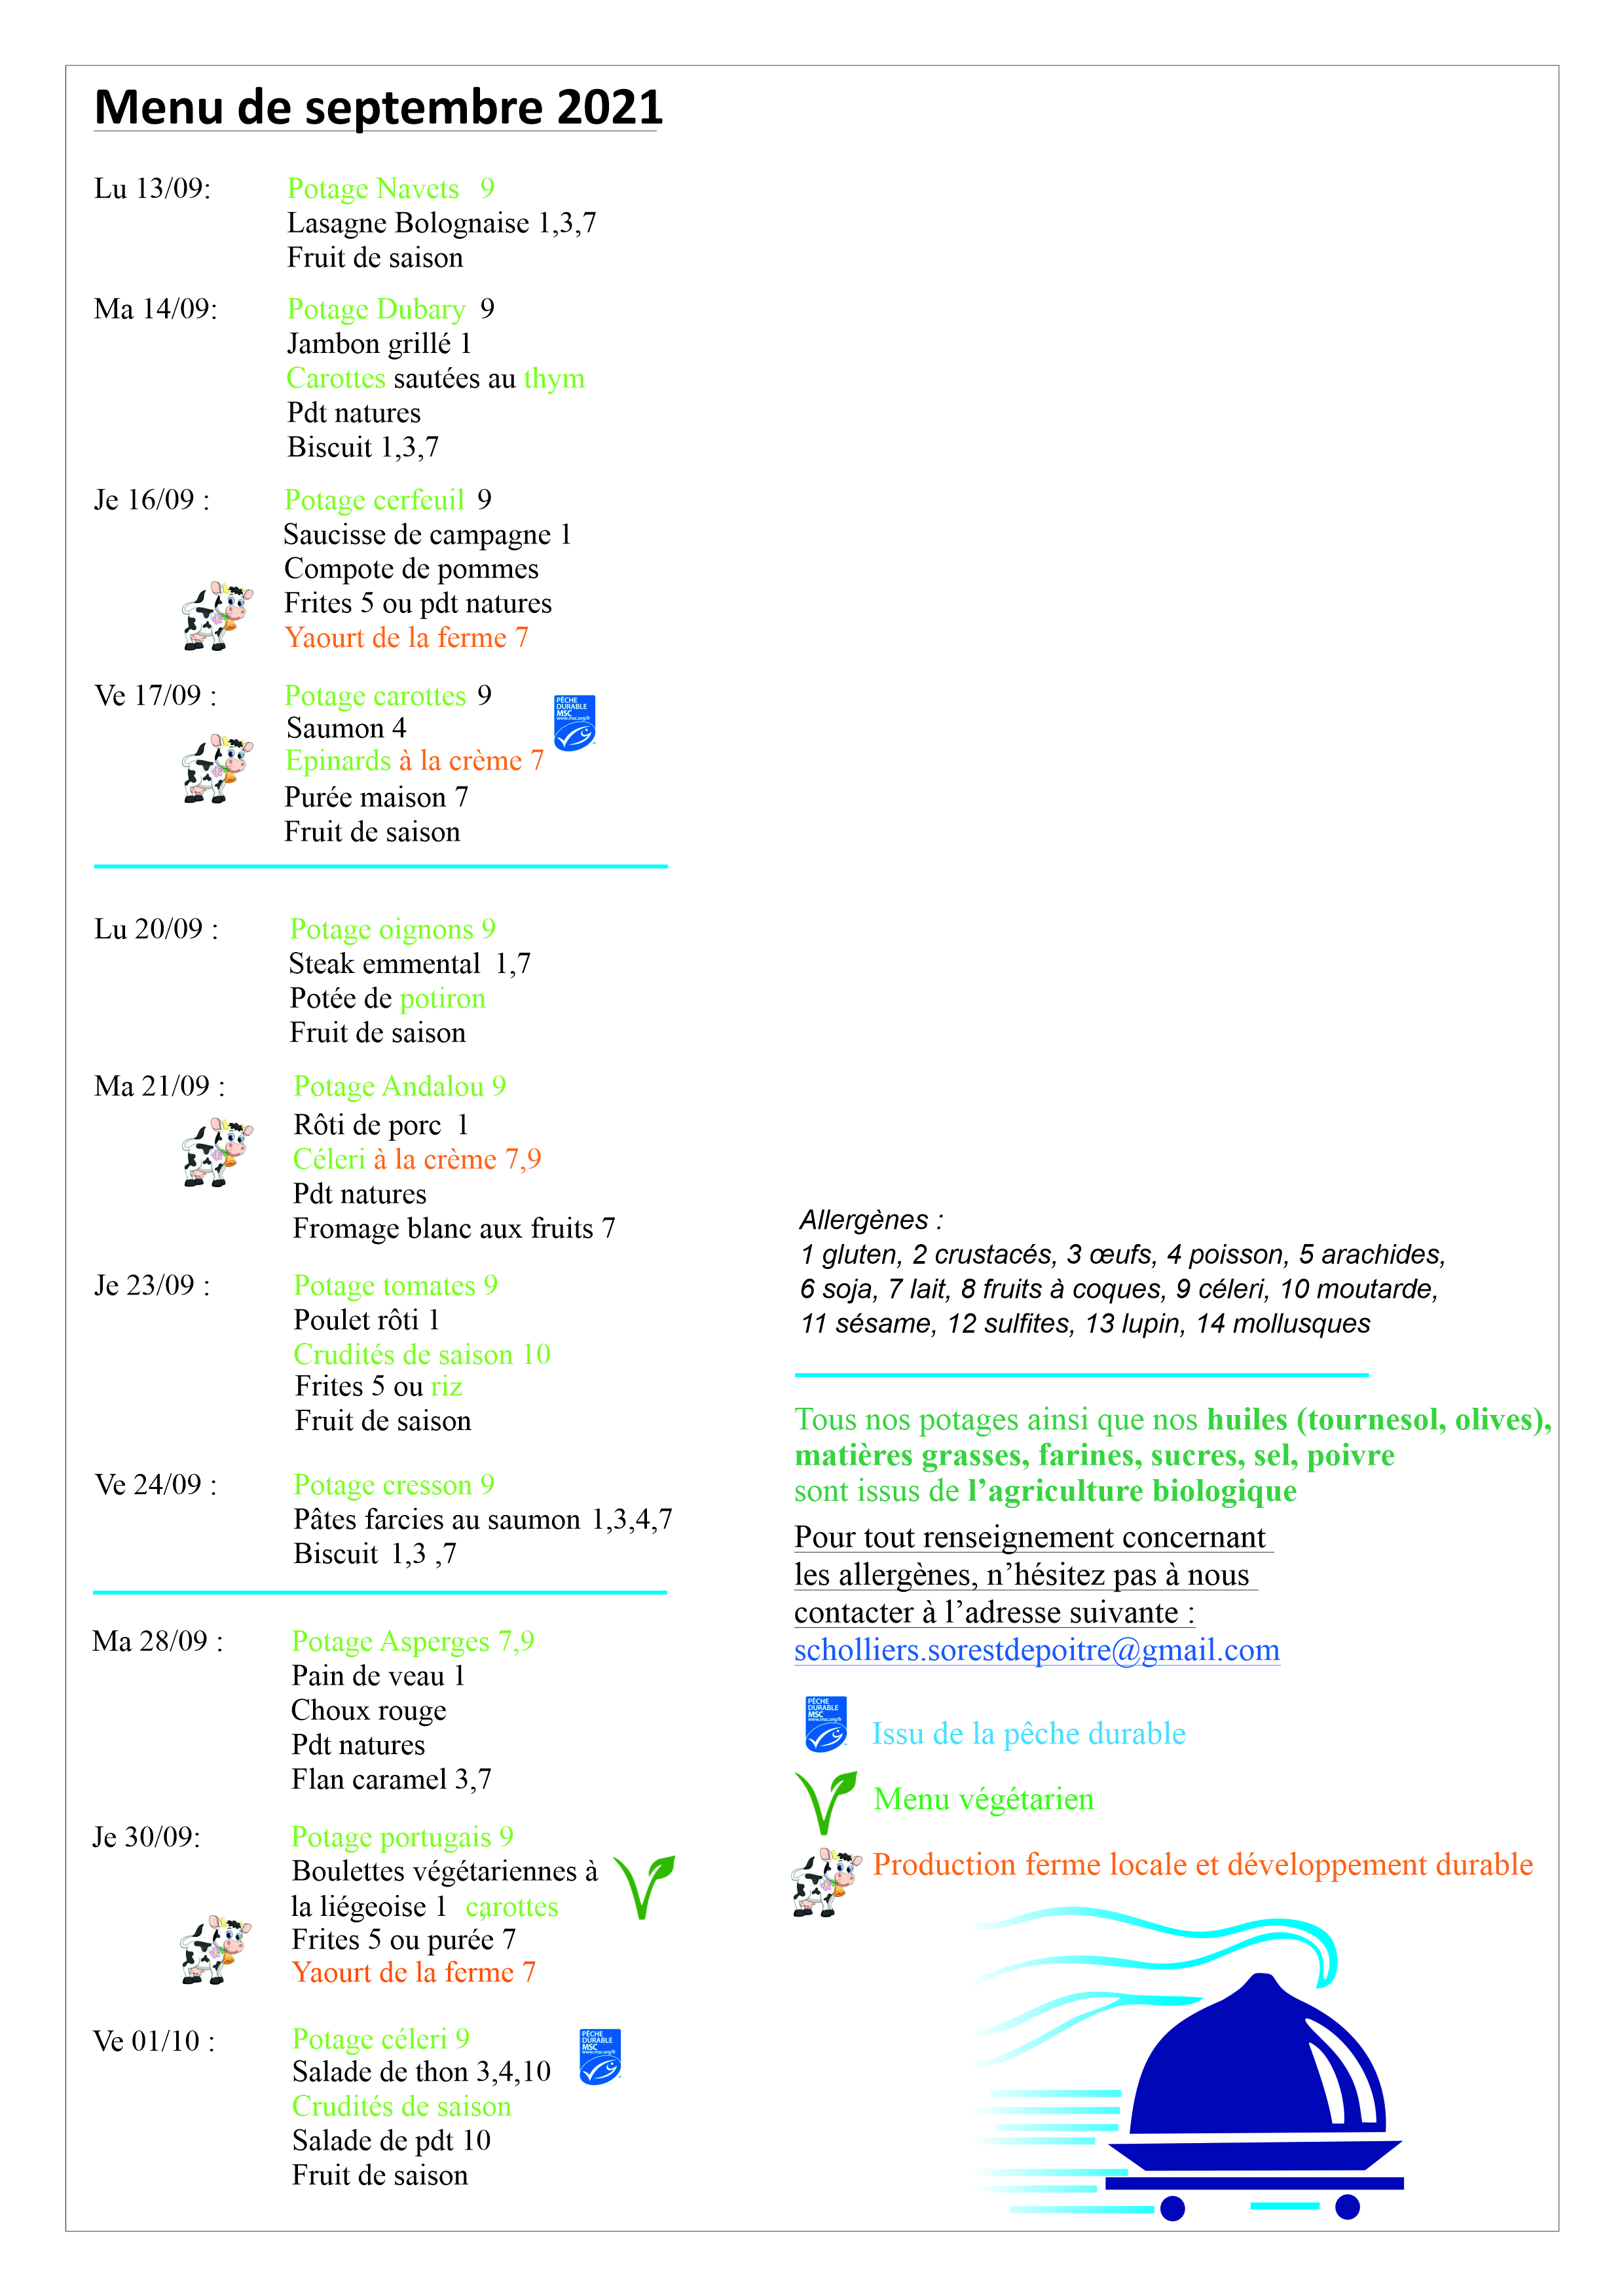 Menu de septembre 2021
Lu 13/09: Potage Navets 9
Lasagne Bolognaise 1,3,7
Fruit de saison
Ma 14/09: Potage Dubary 9
Jambon grillé 1
Carottes sautées au thym
Pdt natures
Biscuit 1,3,7
Je 16/09 : Potage cerfeuil 9
Saucisse de campagne 1
Compote de pommes
Frites 5 ou pdt natures
Yaourt de la ferme 7
Ve 17/09 : Potage carottes 9
PÊCHE
DURABLE
MSC
www.msc.org/fr
Saumon 4
Epinards à la crème 7
Purée maison 7
Fruit de saison
Lu 20/09 : Potage oignons 9
Steak emmental 1,7
Potée de potiron
Fruit de saison
Ma 21/09 : Potage Andalou 9
Rôti de porc 1
Céleri à la crème 7,9
Pdt natures
Fromage blanc aux fruits 7
Je 23/09 : Potage tomates 9
Poulet rôti 1
Crudités de saison 10
Frites 5 ou riz
Fruit de saison
Ve 24/09 : Potage cresson 9
Pâtes farcies au saumon 1,3,4,7
Biscuit 1,3 ,7
Ma 28/09 : Potage Asperges 7,9
Pain de veau 1
Choux rouge
Pdt natures
Flan caramel 3,7
Je 30/09: Potage portugais 9
Boulettes végétariennes à
la liégeoise 1 , carottes
Frites 5 ou purée 7
Yaourt de la ferme 7
Ve 01/10 : Potage céleri 9
PÊCHE
DURABLE
MSC
www.msc.org/fr
Salade de thon 3,4,10
Crudités de saison
Salade de pdt 10
Fruit de saison
Allergènes :
1 gluten, 2 crustacés, 3 œufs, 4 poisson, 5 arachides,
6 soja, 7 lait, 8 fruits à coques, 9 céleri, 10 moutarde,
11 sésame, 12 sulfites, 13 lupin, 14 mollusques
Tous nos potages ainsi que nos huiles (tournesol, olives),
matières grasses, farines, sucres, sel, poivre
sont issus de l’agriculture biologique
Pour tout renseignement concernant
les allergènes, n’hésitez pas à nous
contacter à l’adresse suivante :
scholliers.sorestdepoitre@gmail.com
PÊCHE
DURABLE
MSC
www.msc.org/fr
Issu de la pêche durable
Menu végétarien
Production ferme locale et développement durable